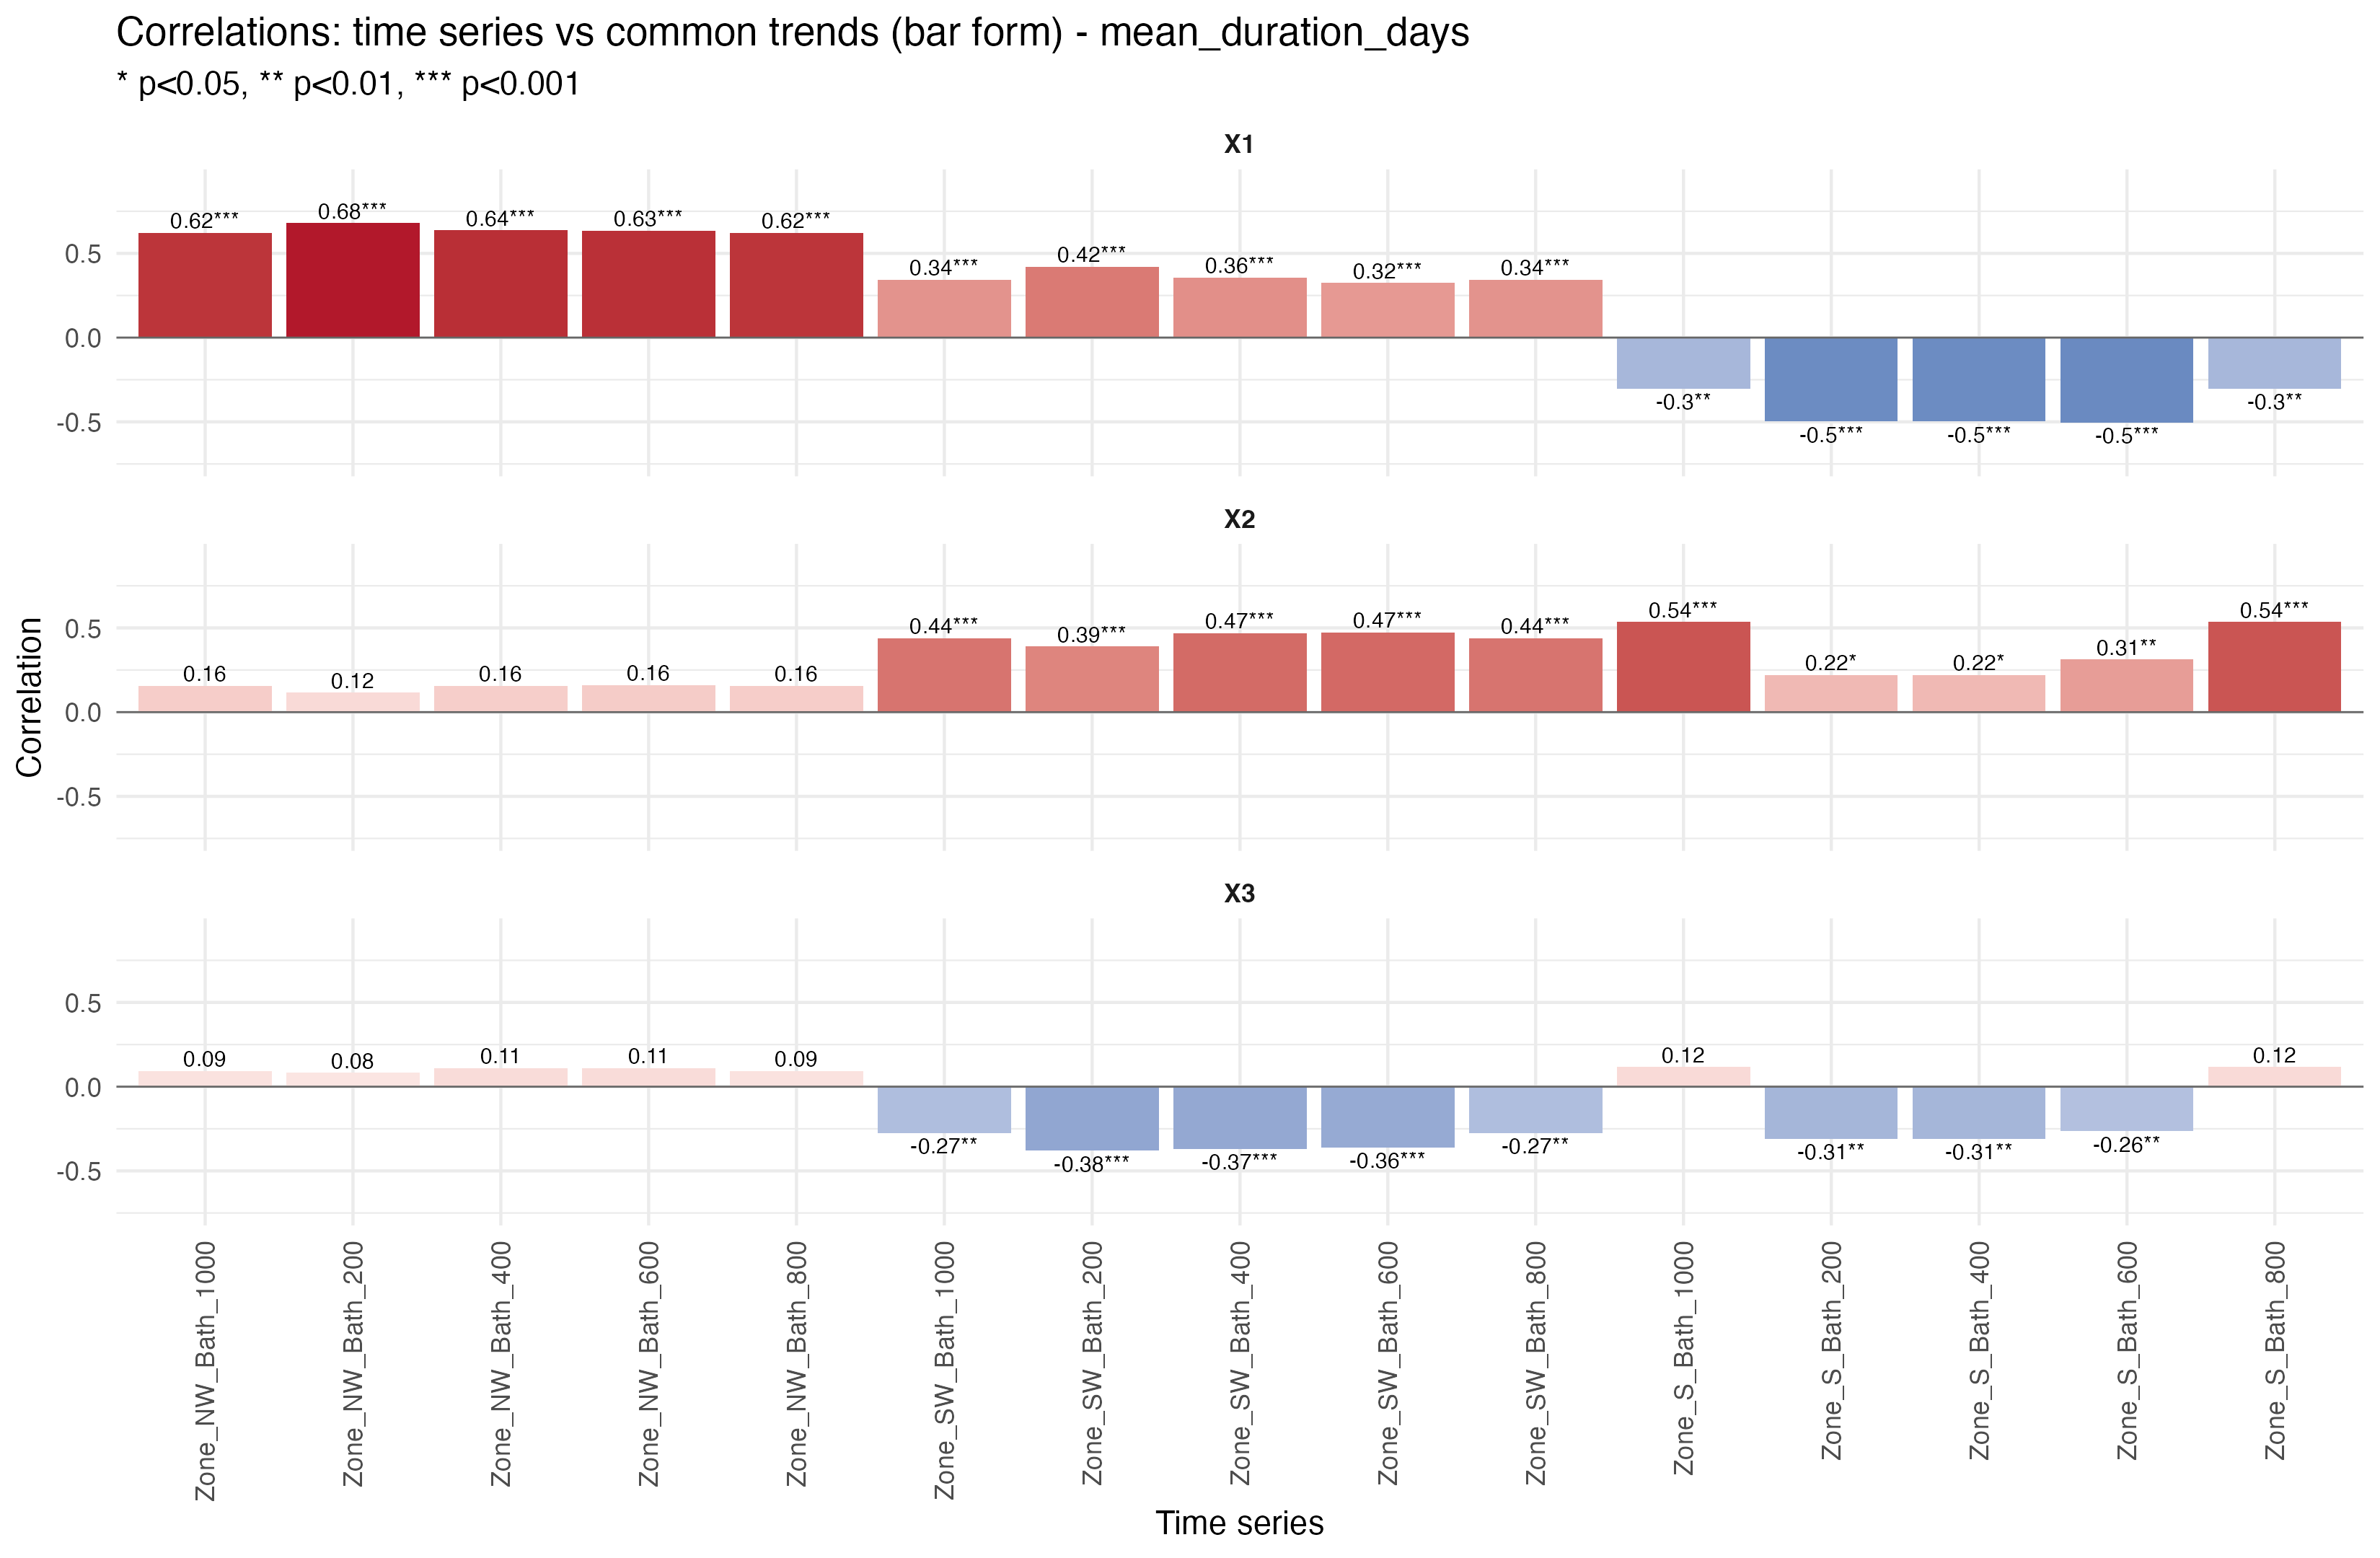 Correlations: time series vs common trends (bar form) - mean_duration_days
* p<0.05, ** p<0.01, *** p<0.001
X1
0.62*** 0.68*** 0.64*** 0.63*** 0.62*** 0.34*** 0.42*** 0.36*** 0.32*** 0.34*** -0.3** -0.5*** -0.5*** -0.5*** -0.3**
0.5
0.0
-0.5
X2
0.16 0.12 0.16 0.16 0.16 0.44*** 0.39*** 0.47*** 0.47*** 0.44*** 0.54*** 0.22* 0.22* 0.31** 0.54***
0.5
0.0
-0.5
Correlation
X3
0.09 0.08 0.11 0.11 0.09 -0.27** -0.38*** -0.37*** -0.36*** -0.27** 0.12 -0.31** -0.31** -0.26** 0.12
0.5
0.0
-0.5
Zone_NW_Bath_1000
Zone_NW_Bath_200
Zone_NW_Bath_400
Zone_NW_Bath_600
Zone_NW_Bath_800
Zone_SW_Bath_1000
Zone_SW_Bath_200
Zone_SW_Bath_400
Zone_SW_Bath_600
Zone_SW_Bath_800
Zone_S_Bath_1000
Zone_S_Bath_200
Zone_S_Bath_400
Zone_S_Bath_600
Zone_S_Bath_800
Time series